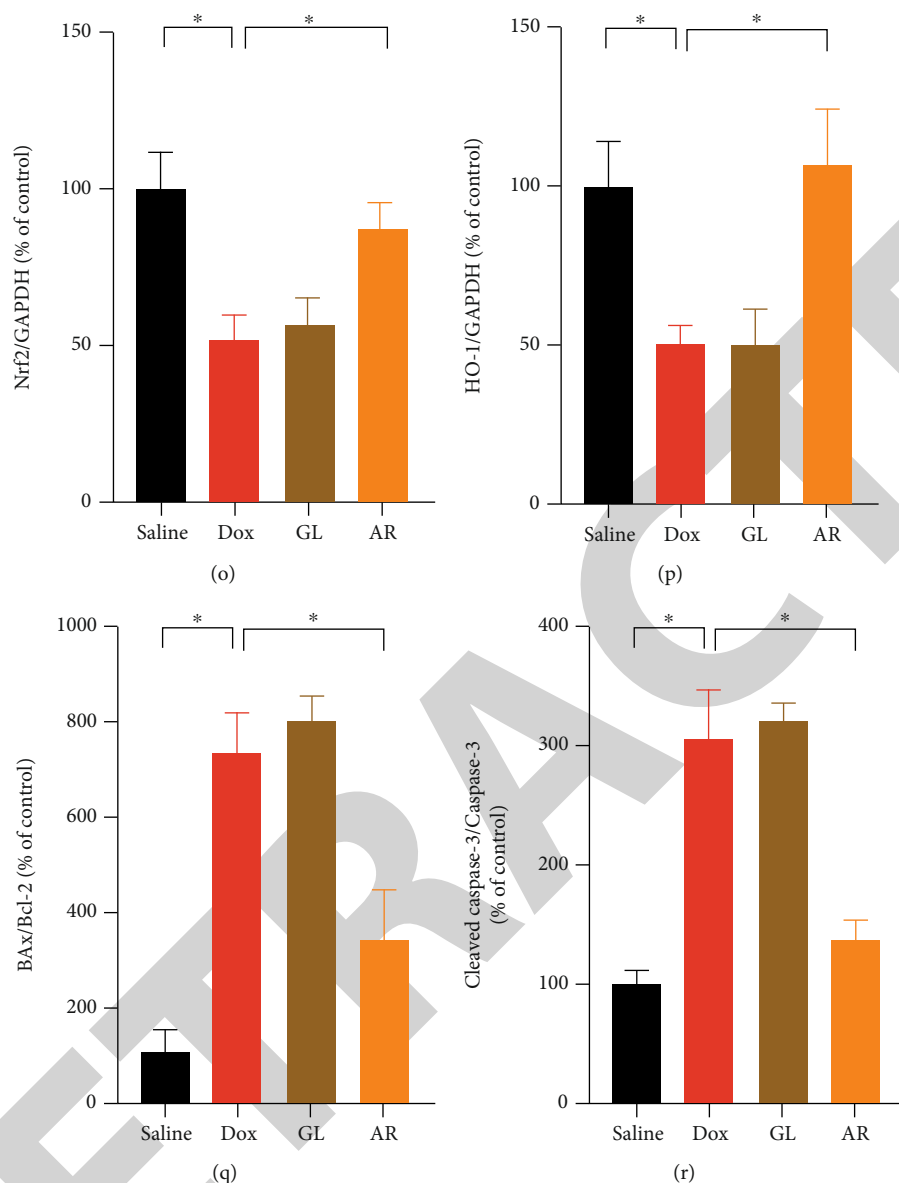 * *
150
100
50
0
Nrf2/GAPDH (% of control)
Saline Dox GL AR
(o)
* *
150
100
50
0
HO-1/GAPDH (% of control)
Saline Dox GL AR
(p)
* *
1000
800
600
400
200
0
BAx/Bcl-2 (% of control)
Saline Dox GL AR
(q)
* *
400
300
200
100
0
Cleaved caspase-3/Caspase-3
(% of control)
Saline Dox GL AR
(r)
ETRACTE